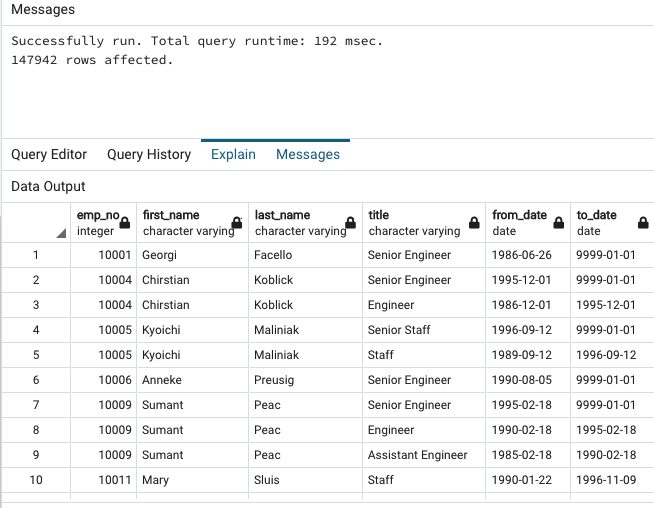 Messages
Successfully run. Total query runtime: 192 msec.
147942 rows affected.
Query Editor Query History Explain Messages
Data Output
emp_no first_name last_name title from_date to_date
integer character varying character varying character varying date date
1 10001 Georgi Facello Senior Engineer 1986-06-26 9999-01-01
2 10004 Chirstian Koblick Senior Engineer 1995-12-01 9999-01-01
3 10004 Chirstian Koblick Engineer 1986-12-01 1995-12-01
4 10005 Kyoichi Maliniak Senior Staff 1996-09-12 9999-01-01
5 10005 Kyoichi Maliniak Staff 1989-09-12 1996-09-12
6 10006 Anneke Preusig Senior Engineer 1990-08-05 9999-01-01
7 10009 Sumant Peac Senior Engineer 1995-02-18 9999-01-01
8 10009 Sumant Peac Engineer 1990-02-18 1995-02-18
9 10009 Sumant Peac Assistant Engineer 1985-02-18 1990-02-18
10 10011 Mary Sluis Staff 1990-01-22 1996-11-09